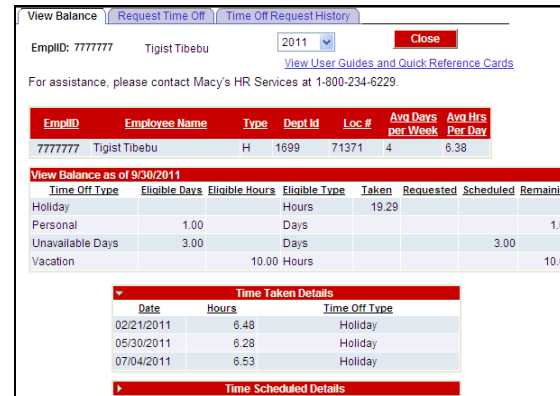 View Balance Request Time Off Time Off Request History
EmplID: 7777777 Tigist Tibebu 2011 Close
View User Guides and Quick Reference Cards
For assistance, please contact Macy's HR Services at 1-800-234-6229.
EmplID Employee Name Type Dept Id Loc # Avg Days per Week Avg Hrs Per Day
7777777 Tigist Tibebu H 1699 71371 4 6.38
View Balance as of 9/30/2011
Time Off Type Eligible Days Eligible Hours Eligible Type Taken Requested Scheduled Remaini
Holiday Hours 19.29
Personal 1.00 Days 1.0
Unavailable Days 3.00 Days 3.00
Vacation 10.00 Hours 10.0
Time Taken Details
Date Hours Time Off Type
02/21/2011 6.48 Holiday
05/30/2011 6.28 Holiday
07/04/2011 6.53 Holiday
Time Scheduled Details